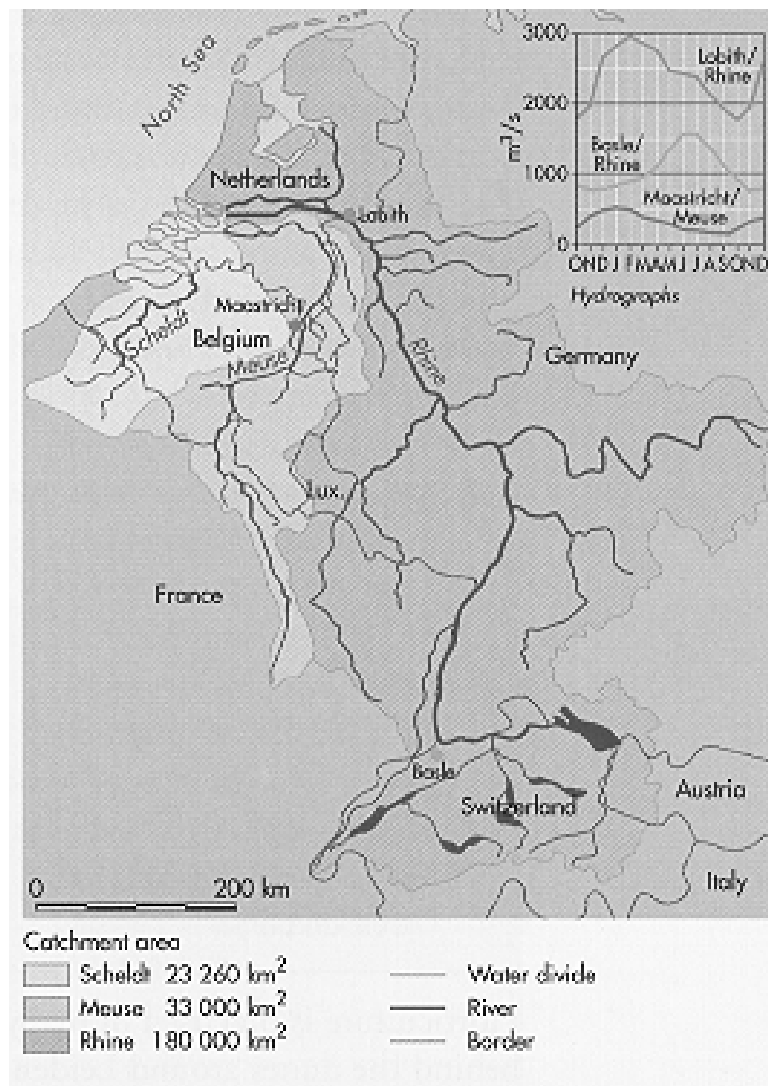 North Sea
3000
2000
1000
0
m³/s
Lobith/
Rhine
Basle/
Rhine
Maastricht/
Meuse
ONDJFMAMJJASOND
Hydrographs
Netherlands
Lobith
Maastricht
Scheldt
Belgium
Meuse
Rhine
Germany
Lux.
France
Basle
Switzerland
Austria
Italy
0 200 km
Catchment area
Scheldt 23 260 km²
Meuse 33 000 km²
Rhine 180 000 km²
Water divide
River
Border